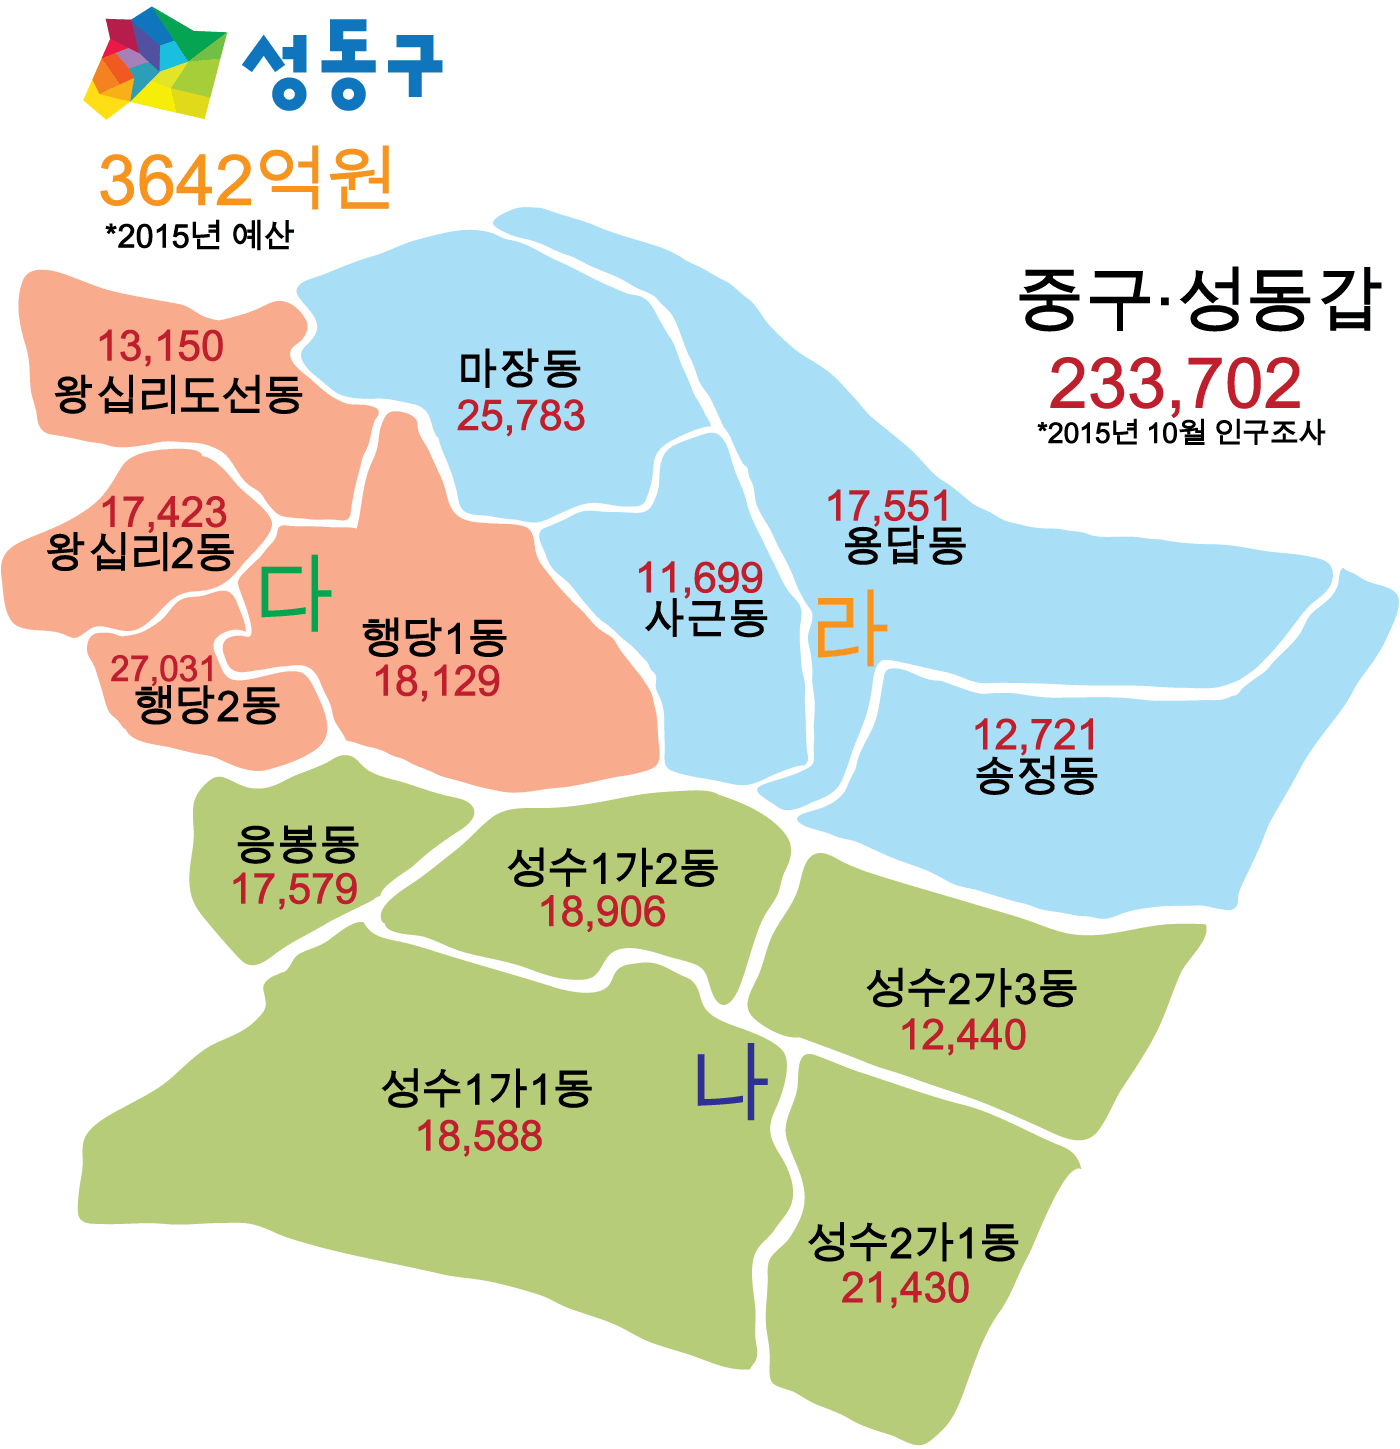 성동구
3642억원
*2015년 예산
중구·성동갑
233,702
*2015년 10월 인구조사
13,150
왕십리도선동
마장동
25,783
17,423
왕십리2동
17,551
용답동
다
11,699
사근동
라
행당1동
18,129
27,031
행당2동
12,721
송정동
응봉동
17,579
성수1가2동
18,906
성수2가3동
12,440
나
성수1가1동
18,588
성수2가1동
21,430